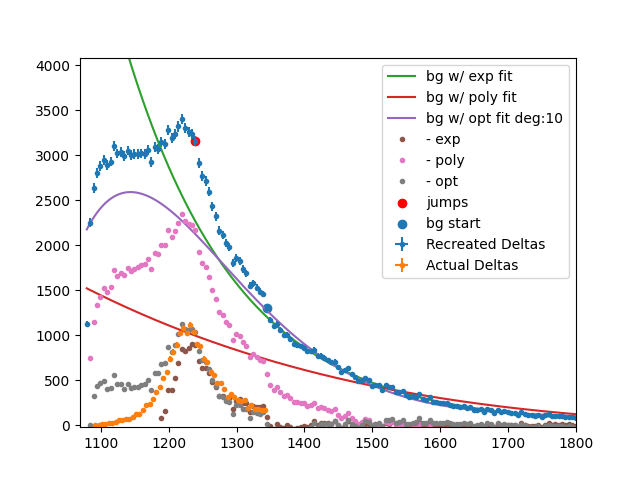 4000
3500
3000
2500
2000
1500
1000
500
0
1100 1200 1300 1400 1500 1600 1700 1800
bg w/ exp fit
bg w/ poly fit
bg w/ opt fit deg:10
- exp
- poly
- opt
jumps
bg start
Recreated Deltas
Actual Deltas